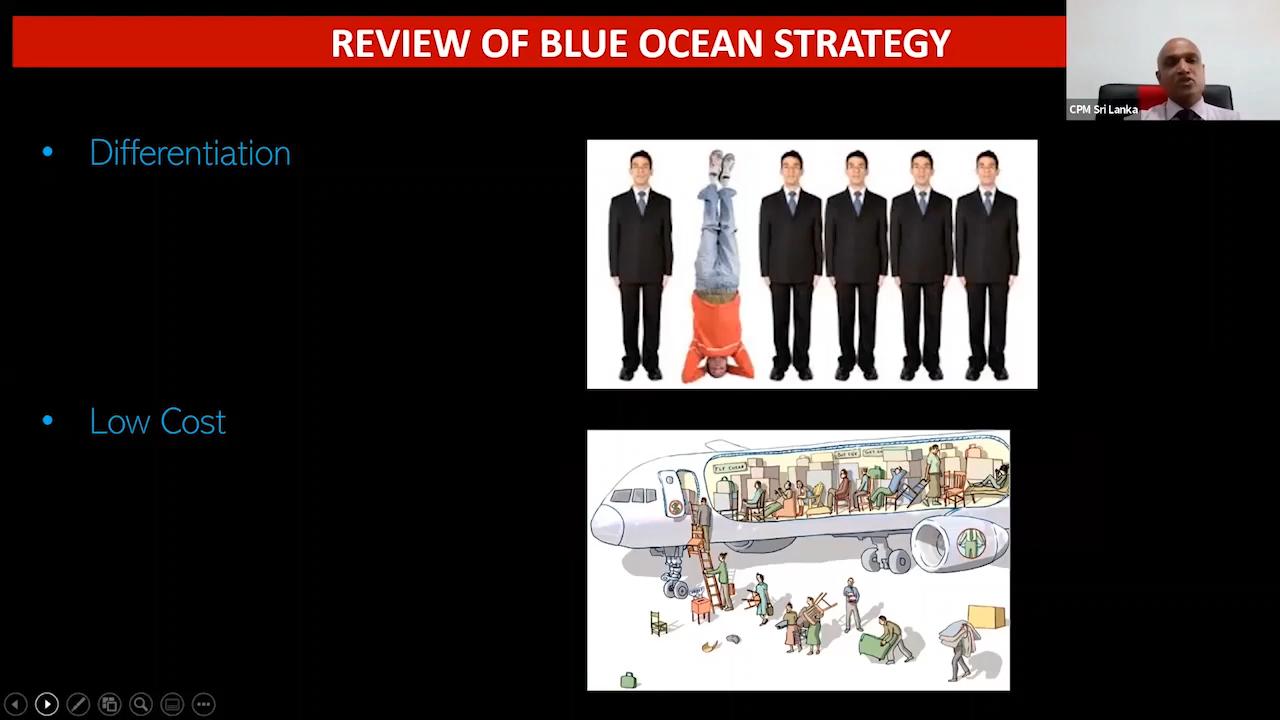 REVIEW OF BLUE OCEAN STRATEGY
CPM Sri Lanka
• Differentiation
• Low Cost
FLY CHEAP